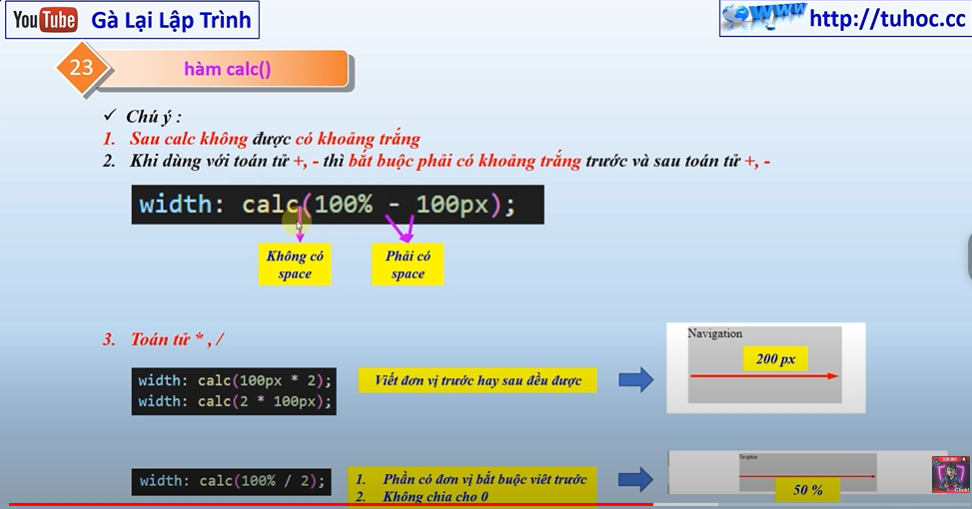 YouTube Gà Lại Lập Trình
WWW http://tuhoc.cc
23 hàm calc()
✓ Chú ý :
1. Sau calc không được có khoảng trắng
2. Khi dùng với toán tử +, - thì bắt buộc phải có khoảng trắng trước và sau toán tử +, -
width: calc(100% - 100px);
Không có
space
Phải có
space
3. Toán tử * , /
width: calc(100px * 2);
width: calc(2 * 100px);
Viết đơn vị trước hay sau đều được
Navigation
200 px
width: calc(100% / 2);
1. Phần có đơn vị bắt buộc viêt trước
2. Không chia cho 0
Navigation
50 %
Click!